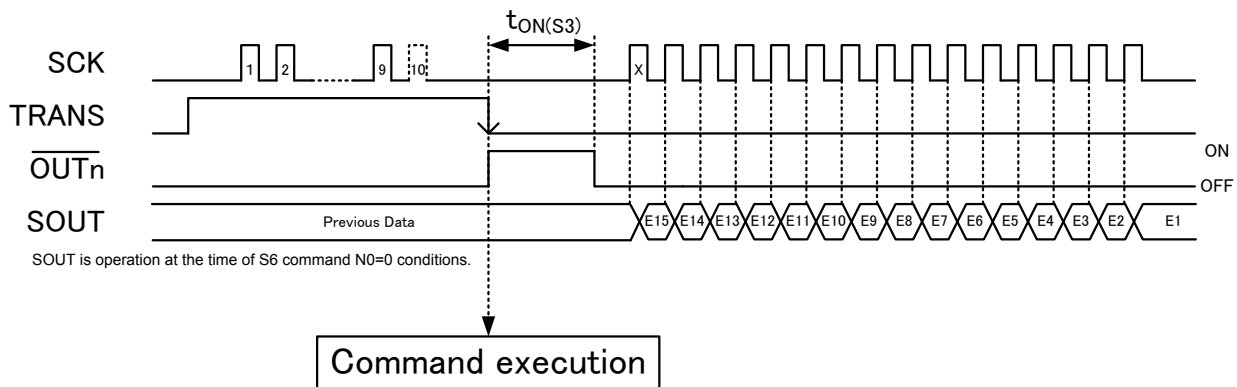 tON(S3)
SCK
1 2 9 10 X
TRANS
OUTn
ON
OFF
SOUT
Previous Data E15 E14 E13 E12 E11 E10 E9 E8 E7 E6 E5 E4 E3 E2 E1
SOUT is operation at the time of S6 command N0=0 conditions.
Command execution